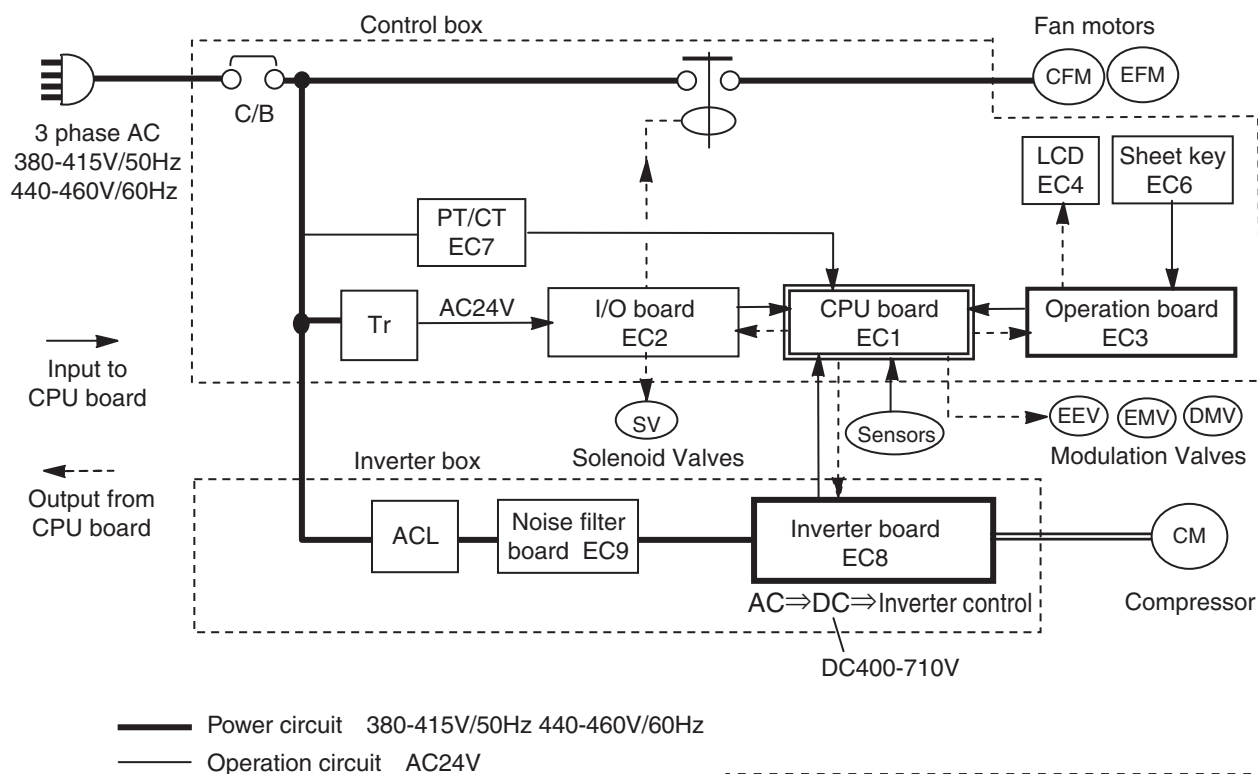 Control box
Fan motors
CFM
EFM
C/B
3 phase AC
380-415V/50Hz
440-460V/60Hz
LCD
EC4
Sheet key
EC6
PT/CT
EC7
Tr
AC24V
I/O board
EC2
CPU board
EC1
Operation board
EC3
Input to
CPU board
SV
Solenoid Valves
Sensors
EEV
EMV
DMV
Modulation Valves
Output from
CPU board
Inverter box
ACL
Noise filter
board EC9
Inverter board
EC8
CM
Compressor
AC⇒DC⇒Inverter control
DC400-710V
Power circuit 380-415V/50Hz 440-460V/60Hz
Operation circuit AC24V